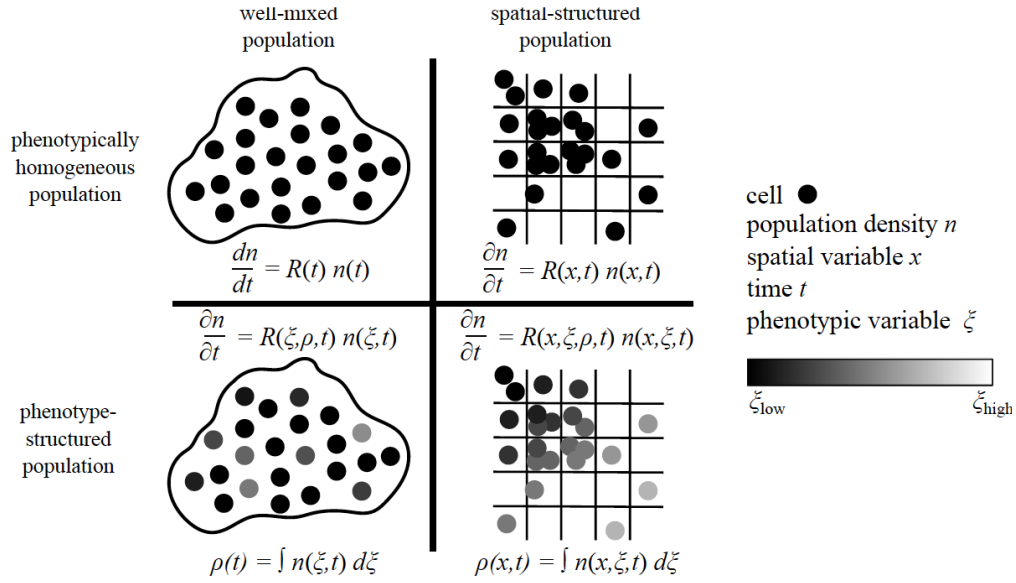 well-mixed
population
spatial-structured
population
phenotypically
homogeneous
population
dn/dt = R(t) n(t)
∂n/∂t = R(x,t) n(x,t)
cell
population density n
spatial variable x
time t
phenotypic variable ξ
ξlow
ξhigh
∂n/∂t = R(ξ,ρ,t) n(ξ,t)
∂n/∂t = R(x,ξ,ρ,t) n(x,ξ,t)
phenotype-
structured
population
ρ(t) = ∫ n(ξ,t) dξ
ρ(x,t) = ∫ n(x,ξ,t) dξ